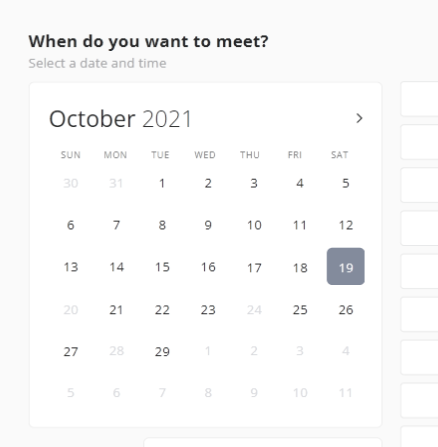 When do you want to meet?
Select a date and time
October 2021
SUN MON TUE WED THU FRI SAT
30 31 1 2 3 4 5
6 7 8 9 10 11 12
13 14 15 16 17 18 19
20 21 22 23 24 25 26
27 28 29 1 2 3 4
5 6 7 8 9 10 11